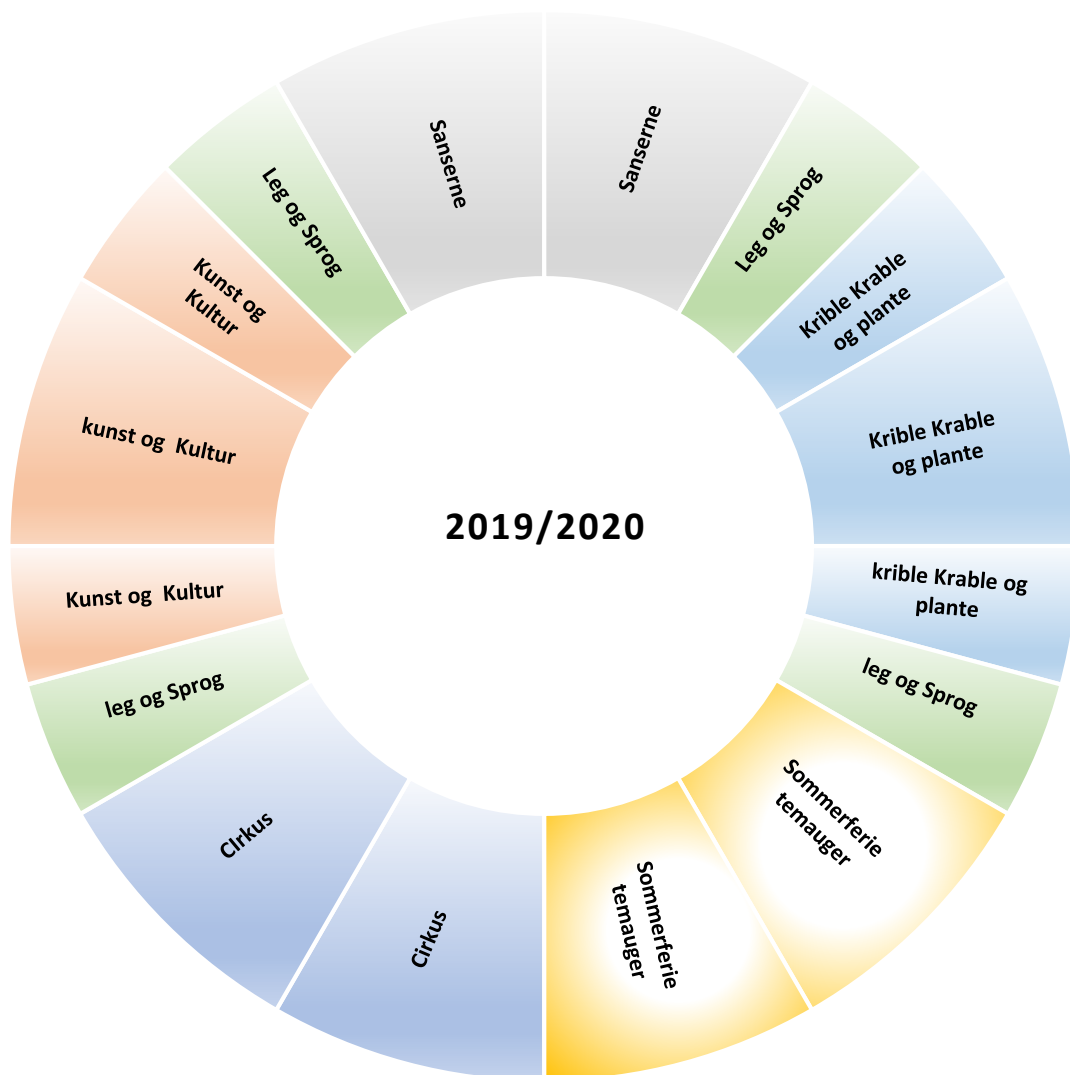 Sanserne
Leg og Sprog
Krible Krable
og plante
Krible Krable
og plante
krible Krable og
plante
leg og Sprog
Sommerferie
temauger
Sommerferie
temauger
Cirkus
CIrkus
leg og Sprog
Kunst og  Kultur
kunst og  Kultur
Kunst og
Kultur
Leg og Sprog
Sanserne
2019/2020